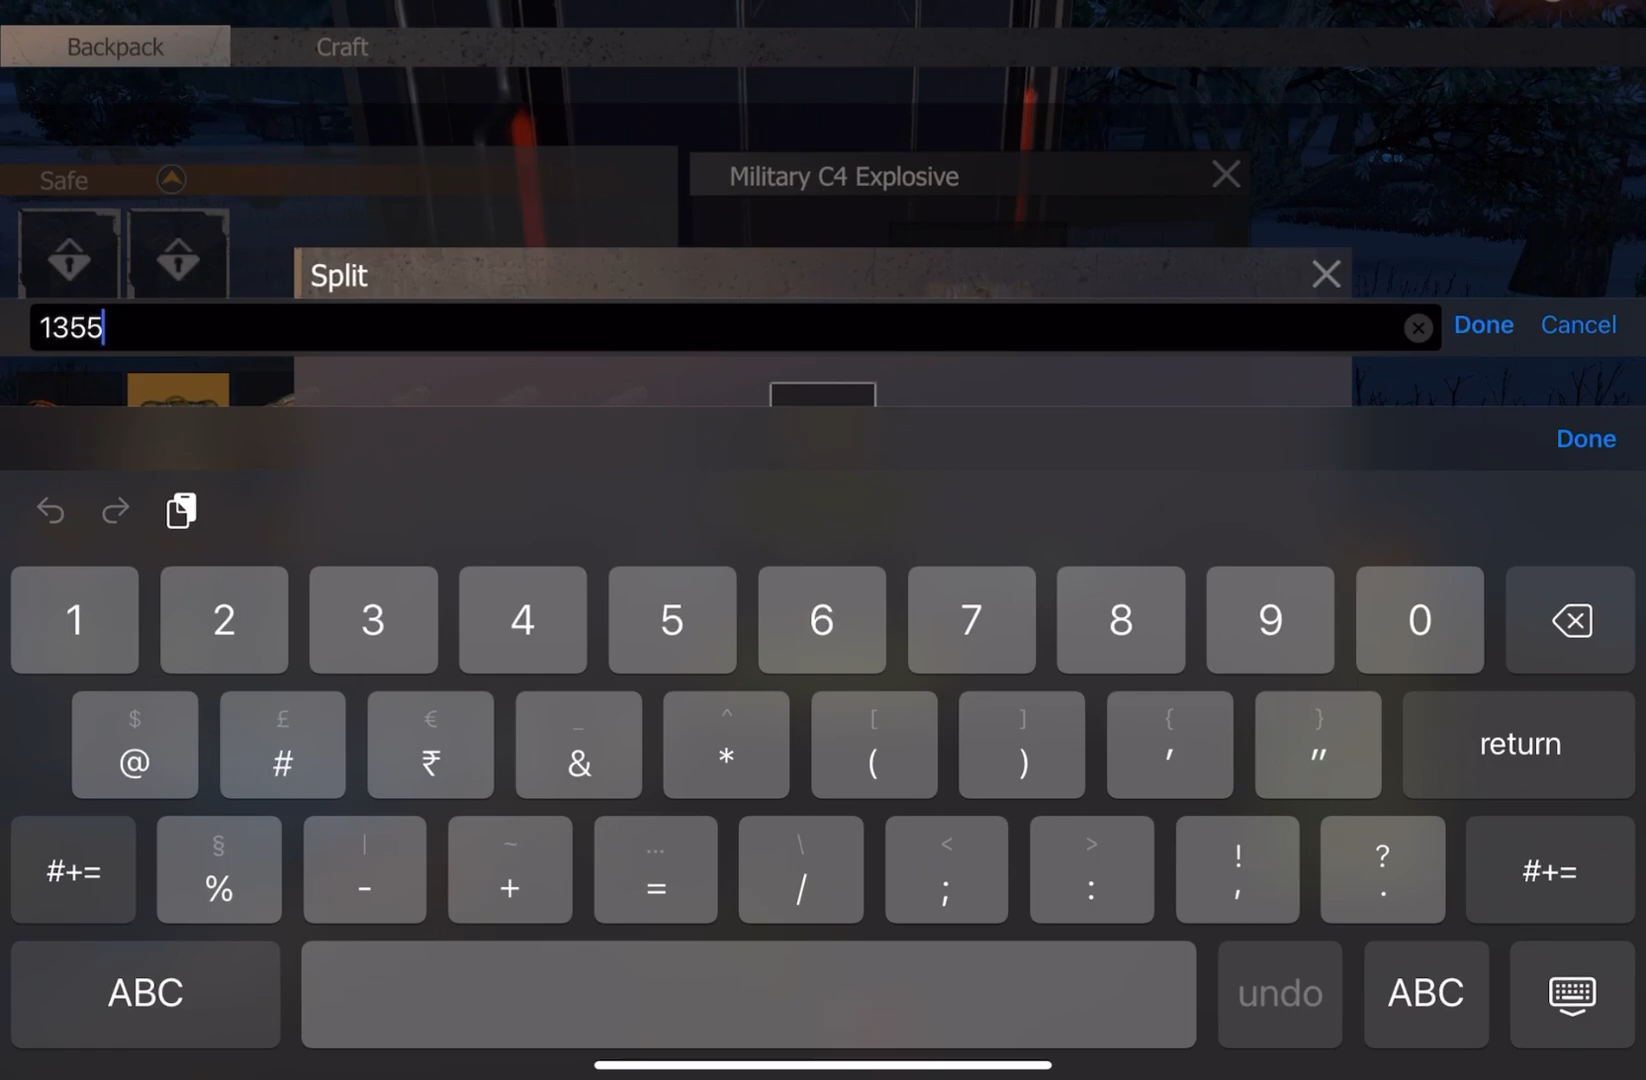 Backpack Craft
Safe
Military C4 Explosive
Split
1355 Done Cancel
Done
1 2 3 4 5 6 7 8 9 0
$ £ € _ ^ [ ] { }
@ # ₹ & * ( ) ' " return
§ | ~ … \ < > ! ?
#+= % - + = / ; : , . #+=
ABC undo ABC